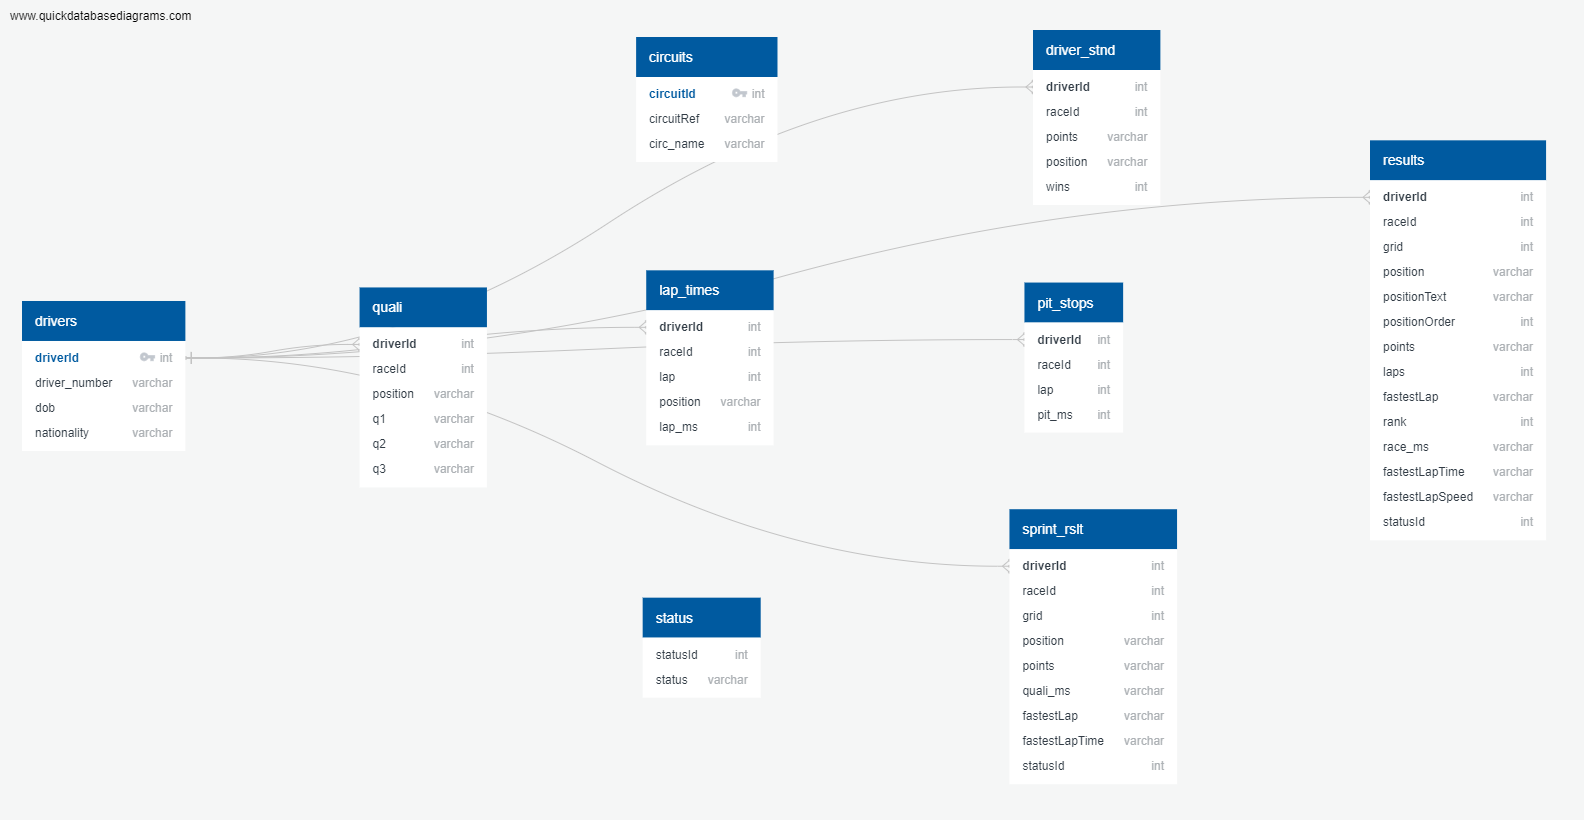 www.quickdatabasediagrams.com
circuits
circuitId int
circuitRef varchar
circ_name varchar
driver_stnd
driverId int
raceId int
points varchar
position varchar
wins int
results
driverId int
raceId int
grid int
position varchar
positionText varchar
positionOrder int
points varchar
laps int
fastestLap varchar
rank int
race_ms varchar
fastestLapTime varchar
fastestLapSpeed varchar
statusId int
drivers
driverId int
driver_number varchar
dob varchar
nationality varchar
quali
driverId int
raceId int
position varchar
q1 varchar
q2 varchar
q3 varchar
lap_times
driverId int
raceId int
lap int
position varchar
lap_ms int
pit_stops
driverId int
raceId int
lap int
pit_ms int
sprint_rslt
driverId int
raceId int
grid int
position varchar
points varchar
quali_ms varchar
fastestLap varchar
fastestLapTime varchar
statusId int
status
statusId int
status varchar